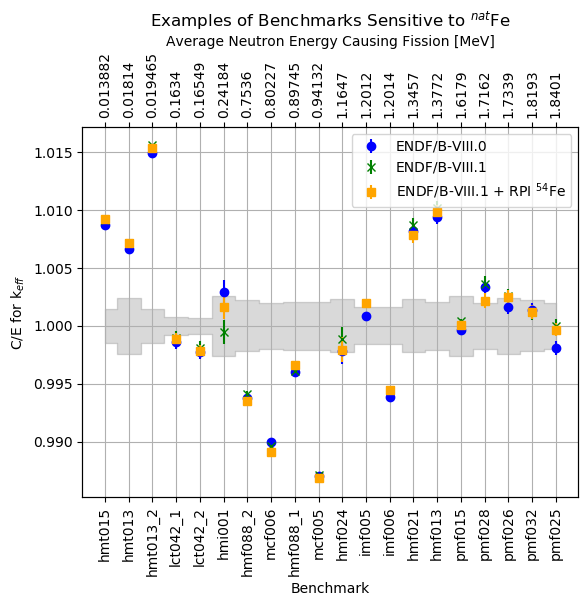 Examples of Benchmarks Sensitive to ⁿᵃᵗFe
Average Neutron Energy Causing Fission [MeV]
0.013882
0.01814
0.019465
0.1634
0.16549
0.24184
0.7536
0.80227
0.89745
0.94132
1.1647
1.2012
1.2014
1.3457
1.3772
1.6179
1.7162
1.7339
1.8193
1.8401
ENDF/B-VIII.0
ENDF/B-VIII.1
ENDF/B-VIII.1 + RPI ⁵⁴Fe
C/E for k_eff
1.015
1.010
1.005
1.000
0.995
0.990
hmt015
hmt013
hmt013_2
lct042_1
lct042_2
hmi001
hmf088_2
mcf006
hmf088_1
mcf005
hmf024
imf005
imf006
hmf021
hmf013
pmf015
pmf028
pmf026
pmf032
pmf025
Benchmark